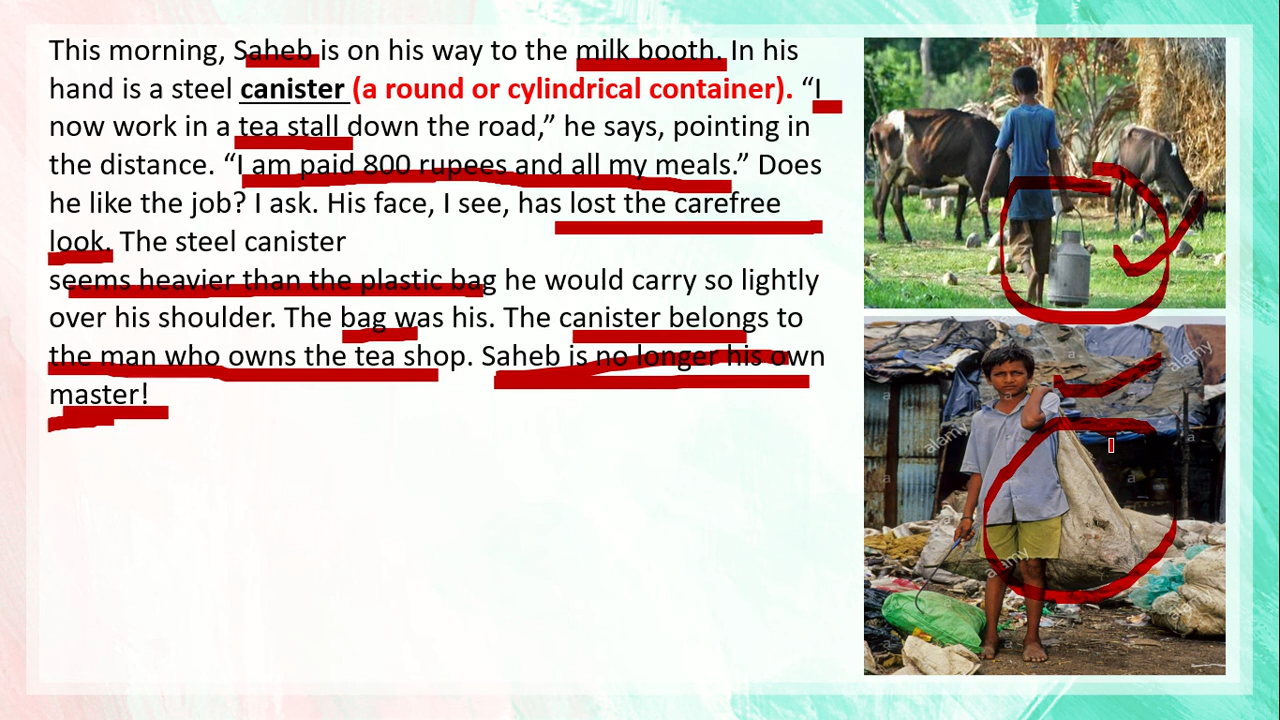 This morning, Saheb is on his way to the milk booth. In his
hand is a steel canister (a round or cylindrical container). “I
now work in a tea stall down the road,” he says, pointing in
the distance. “I am paid 800 rupees and all my meals.” Does
he like the job? I ask. His face, I see, has lost the carefree
look. The steel canister
seems heavier than the plastic bag he would carry so lightly
over his shoulder. The bag was his. The canister belongs to
the man who owns the tea shop. Saheb is no longer his own
master!
alamy
alamy
alamy
a
a
a
a
a